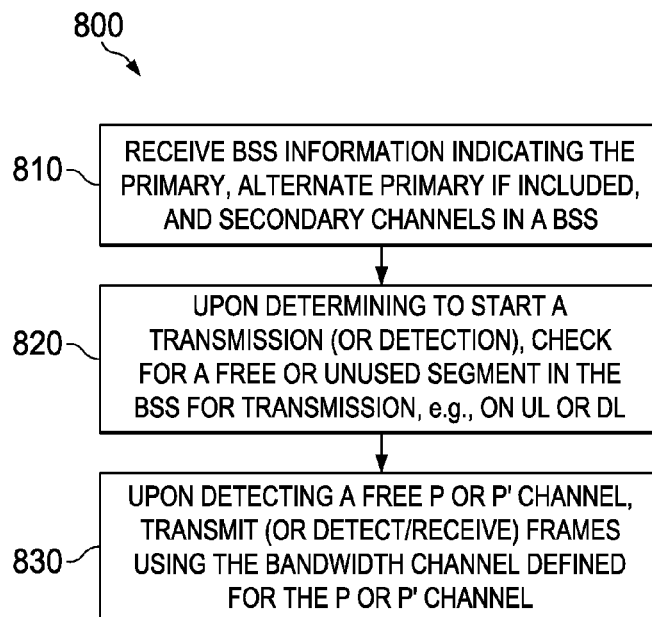 800
810
RECEIVE BSS INFORMATION INDICATING THE
PRIMARY, ALTERNATE PRIMARY IF INCLUDED,
AND SECONDARY CHANNELS IN A BSS
820
UPON DETERMINING TO START A
TRANSMISSION (OR DETECTION), CHECK
FOR A FREE OR UNUSED SEGMENT IN THE
BSS FOR TRANSMISSION, e.g., ON UL OR DL
830
UPON DETECTING A FREE P OR P' CHANNEL,
TRANSMIT (OR DETECT/RECEIVE) FRAMES
USING THE BANDWIDTH CHANNEL DEFINED
FOR THE P OR P' CHANNEL